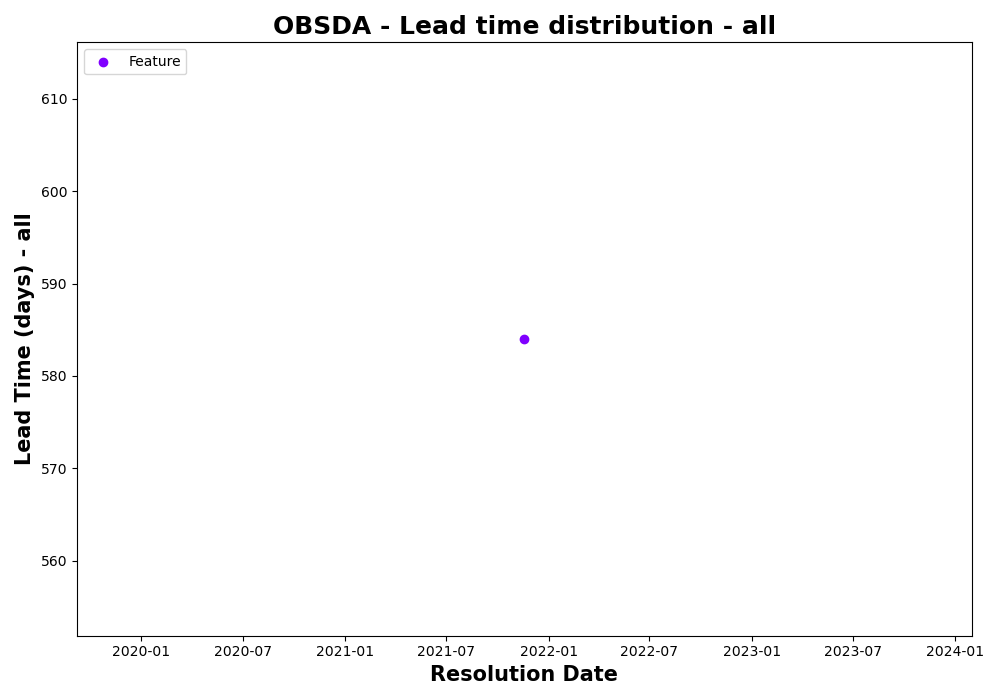 OBSDA - Lead time distribution - all
Feature
610
600
590
580
570
560
Lead Time (days) - all
2020-01 2020-07 2021-01 2021-07 2022-01 2022-07 2023-01 2023-07 2024-01
Resolution Date